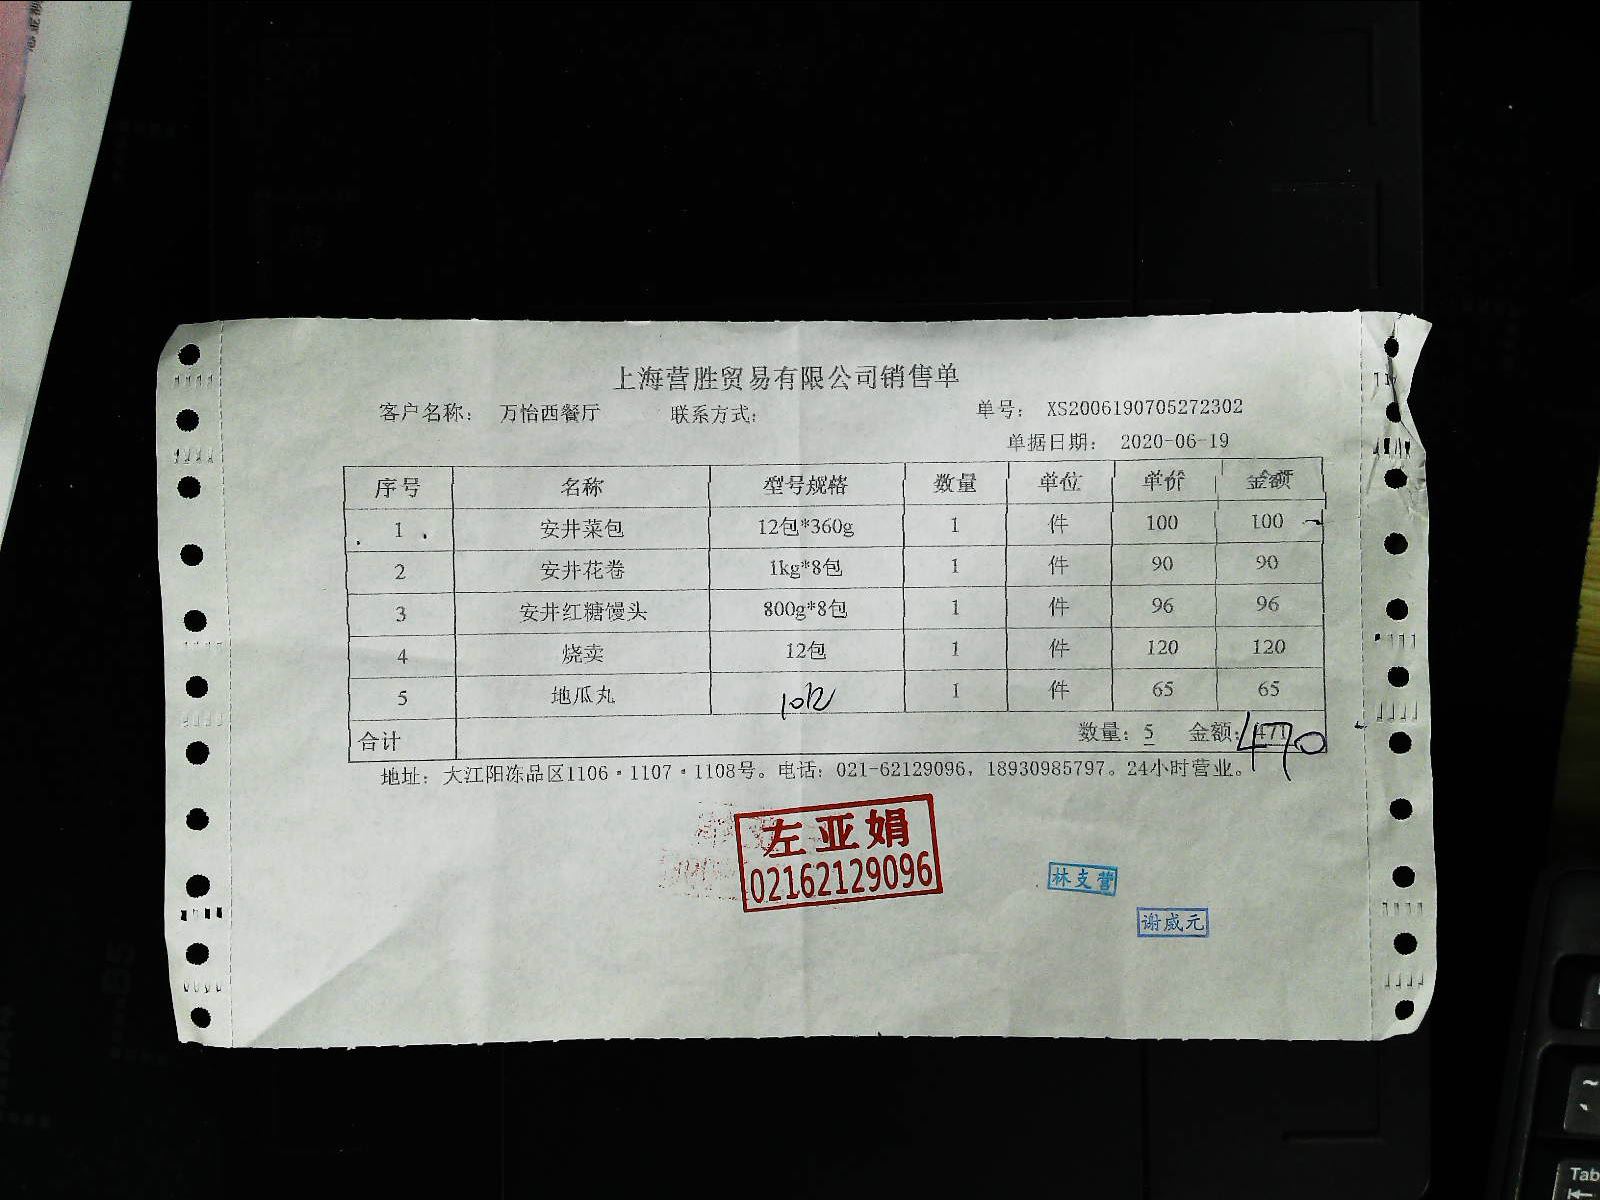 上海营胜贸易有限公司销售单
客户名称: 万怡西餐厅 联系方式: 单号: XS2006190705272302
单据日期: 2020-06-19
序号 名称 型号规格 数量 单位 单价 金额
1 安井菜包 12包*360g 1 件 100 100
2 安井花卷 1kg*8包 1 件 90 90
3 安井红糖馒头 800g*8包 1 件 96 96
4 烧卖 12包 1 件 120 120
5 地瓜丸 1 件 65 65
合计 数量: 5 金额: 471 470
地址: 大江阳冻品区1106·1107·1108号。电话: 021-62129096, 18930985797。24小时营业。
左亚娟
02162129096
林支营
谢威元
Tab